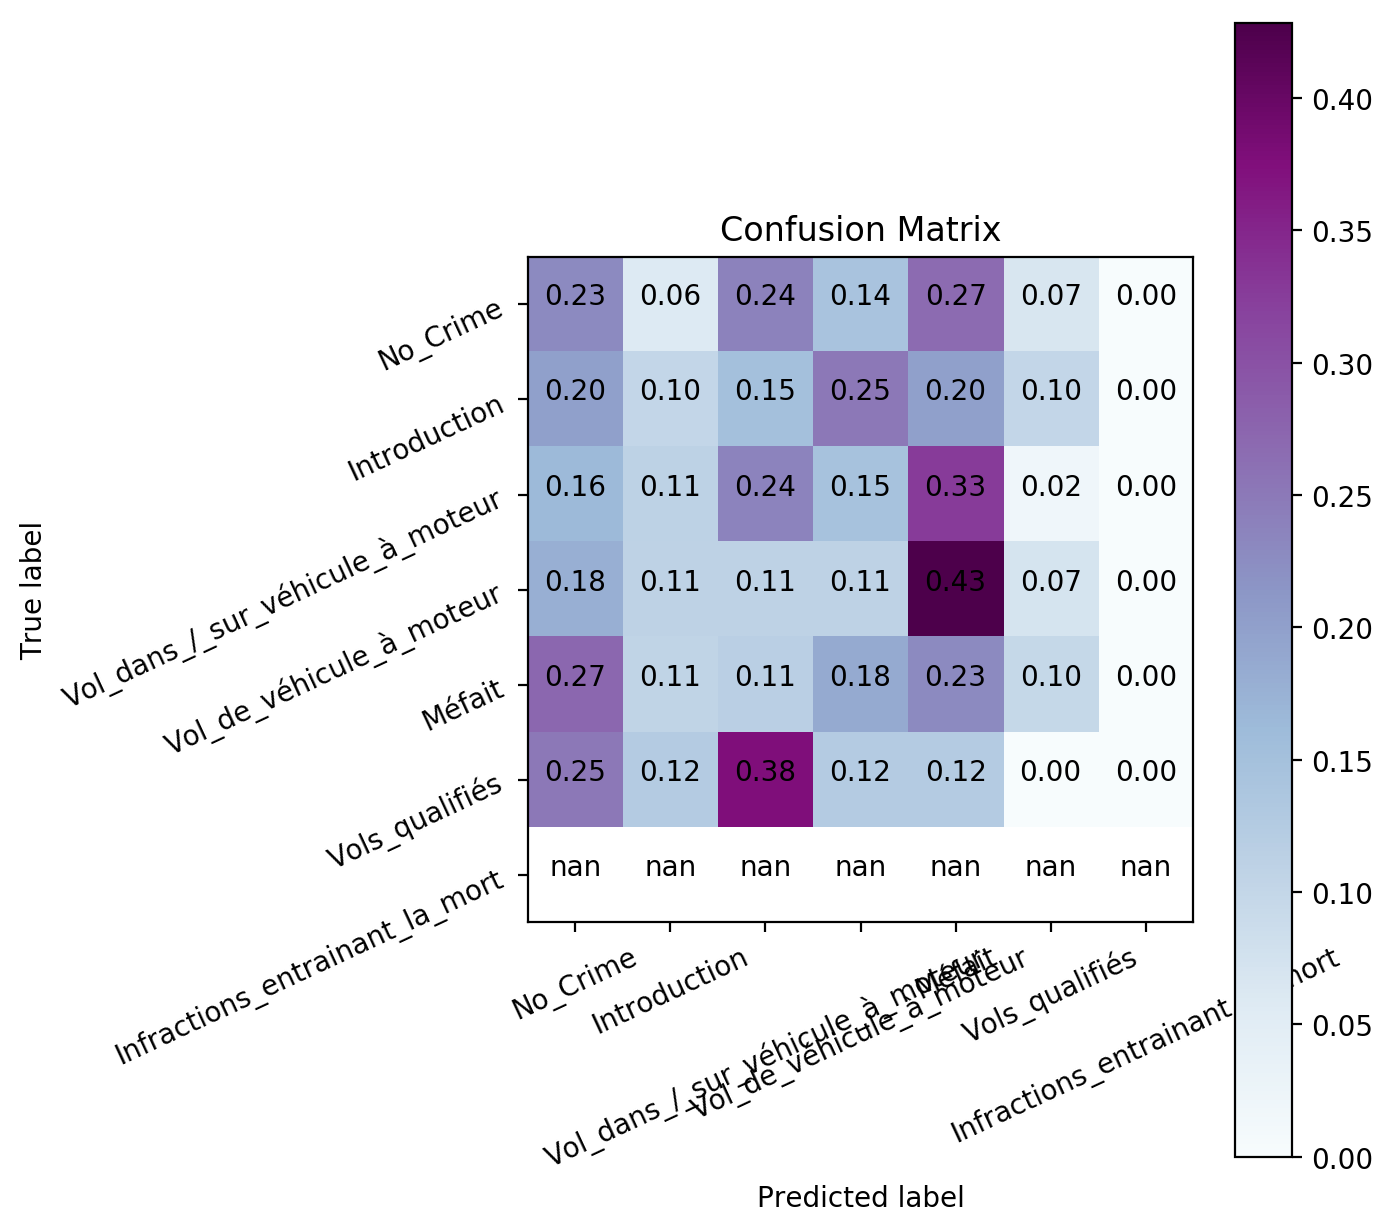 Confusion Matrix
True label
No_Crime
Introduction
Vol_dans_/_sur_véhicule_à_moteur
Vol_de_véhicule_à_moteur
Méfait
Vols_qualifiés
Infractions_entrainant_la_mort
0.23 0.06 0.24 0.14 0.27 0.07 0.00
0.20 0.10 0.15 0.25 0.20 0.10 0.00
0.16 0.11 0.24 0.15 0.33 0.02 0.00
0.18 0.11 0.11 0.11 0.43 0.07 0.00
0.27 0.11 0.11 0.18 0.23 0.10 0.00
0.25 0.12 0.38 0.12 0.12 0.00 0.00
nan nan nan nan nan nan nan
No_Crime
Introduction
Vol_dans_/_sur_véhicule_à_moteur
Vol_de_véhicule_à_moteur
Méfait
Vols_qualifiés
Infractions_entrainant mort
Predicted label
0.40
0.35
0.30
0.25
0.20
0.15
0.10
0.05
0.00